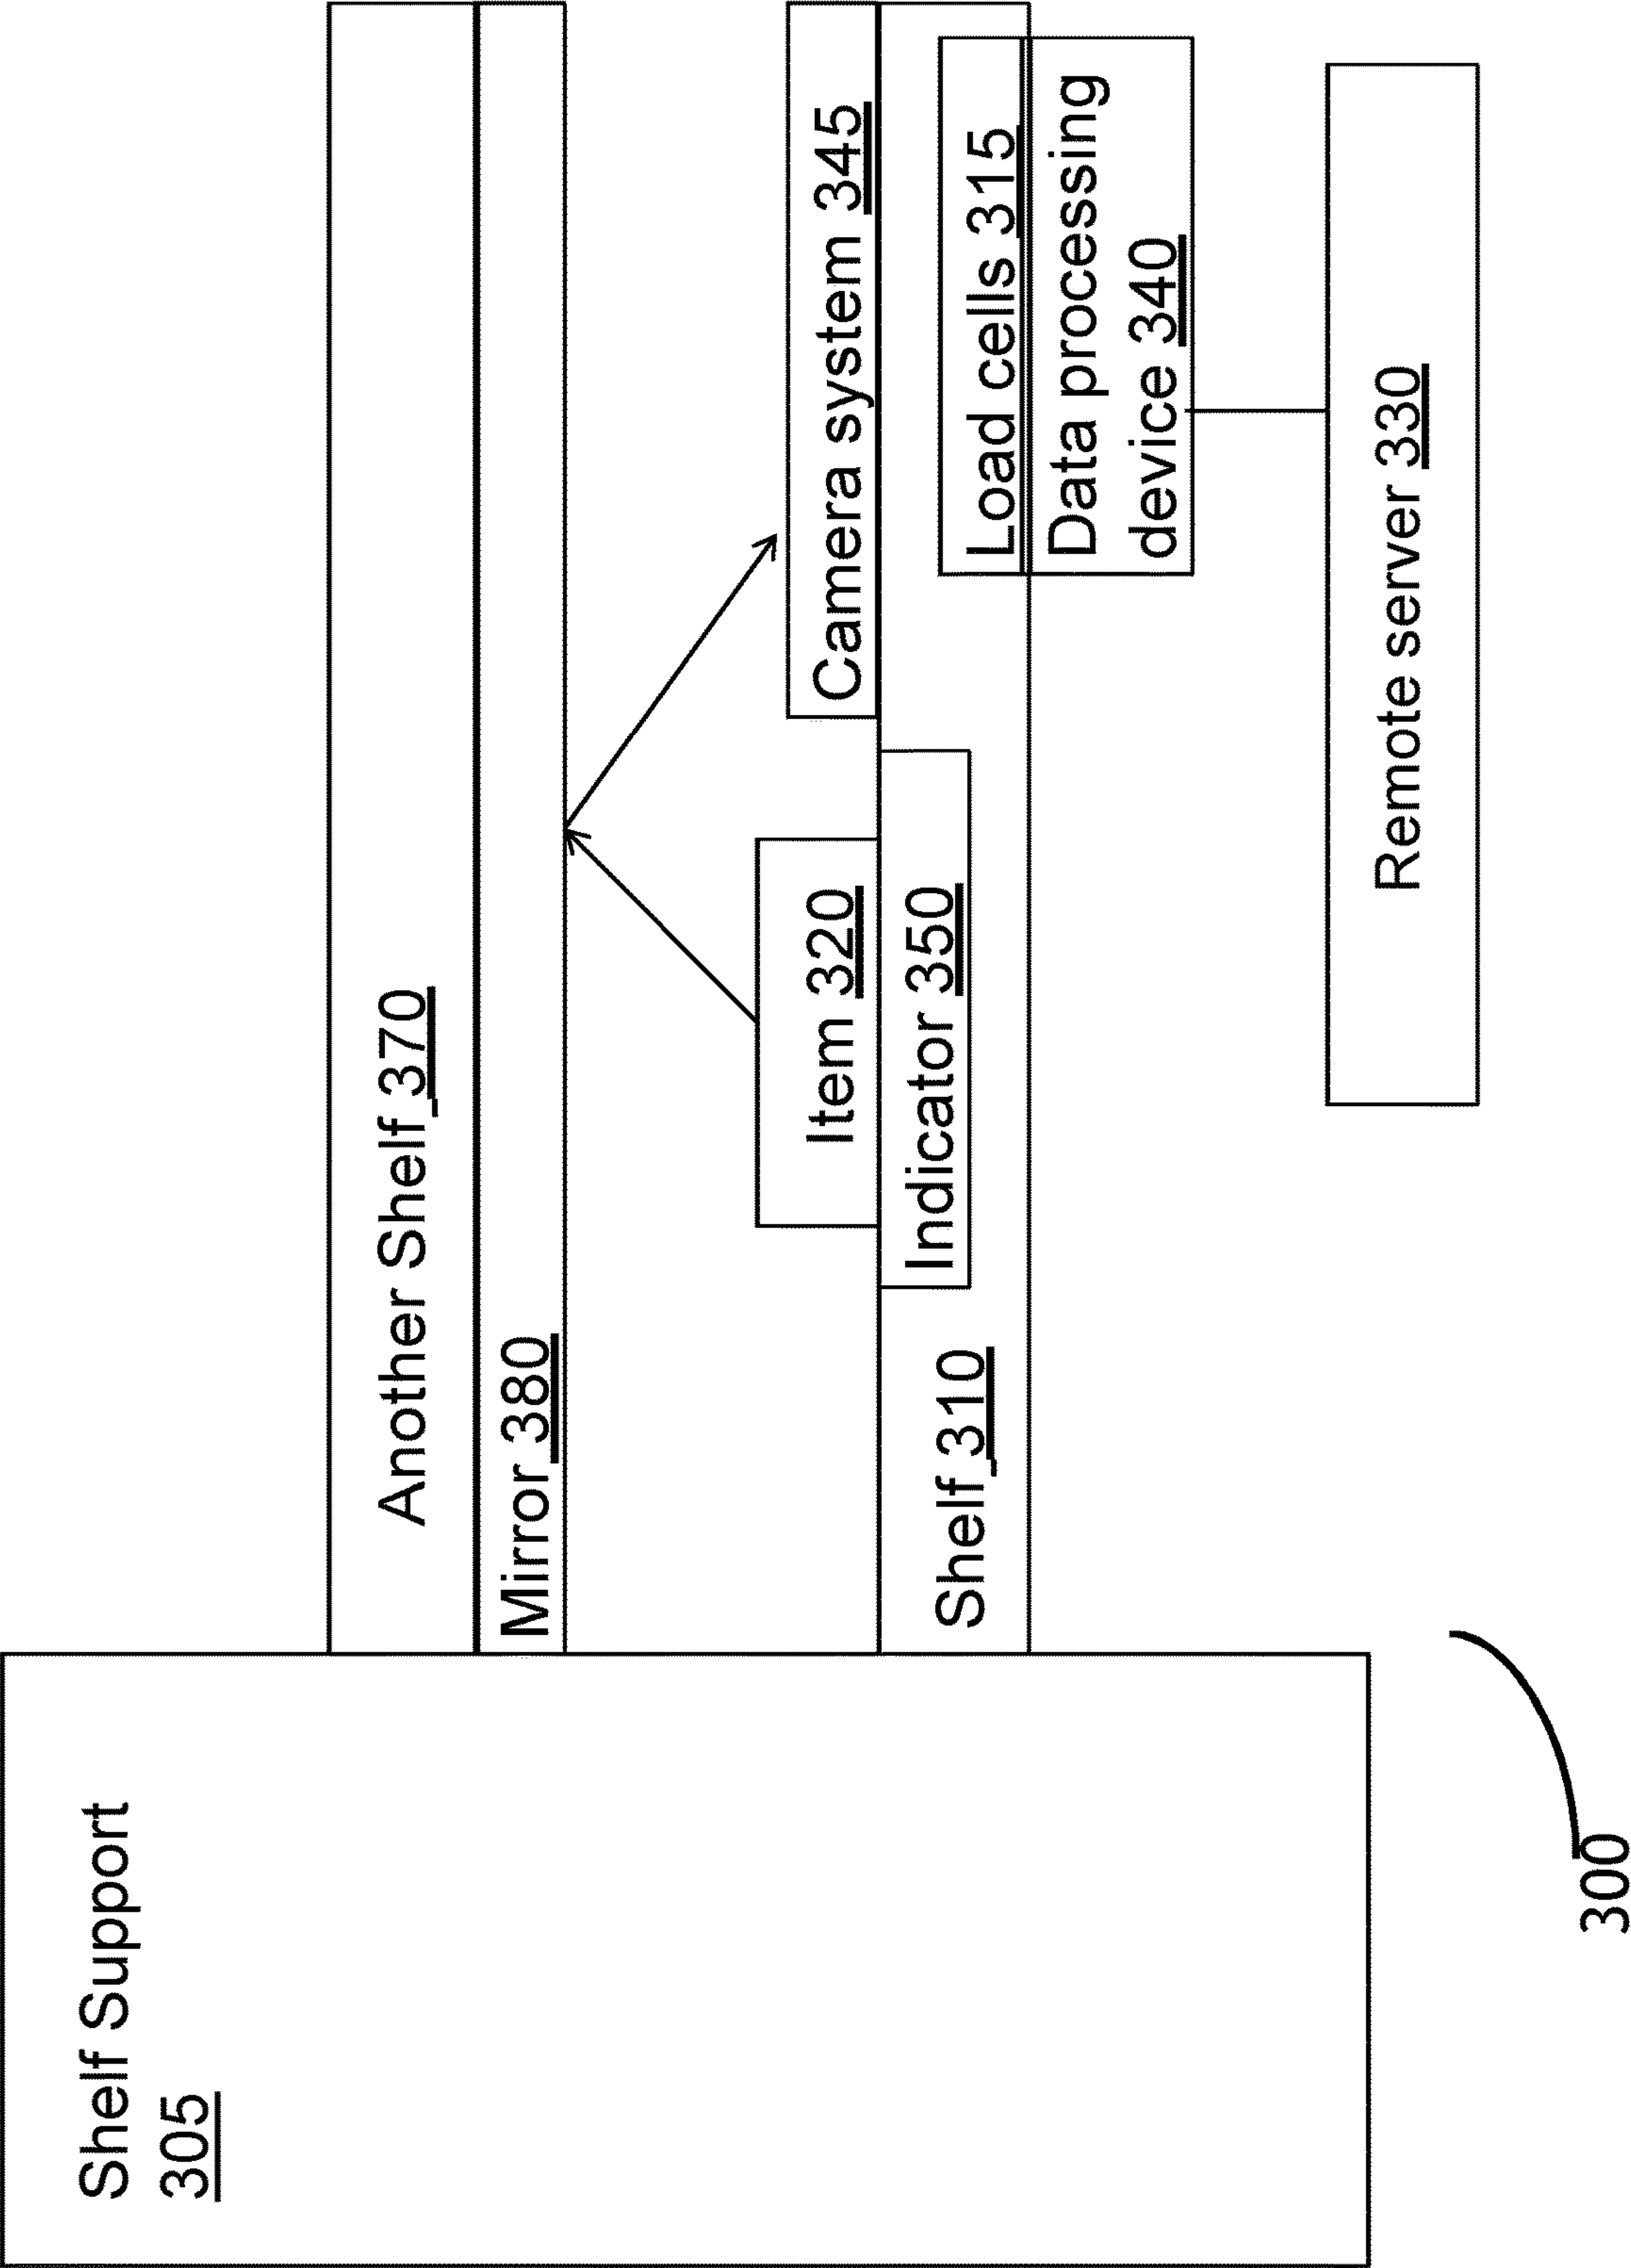 Shelf Support
305
Another Shelf 370
Mirror 380
Camera system 345
Item 320
Indicator 350
Shelf 310
Load cells 315
Data processing
device 340
Remote server 330
300